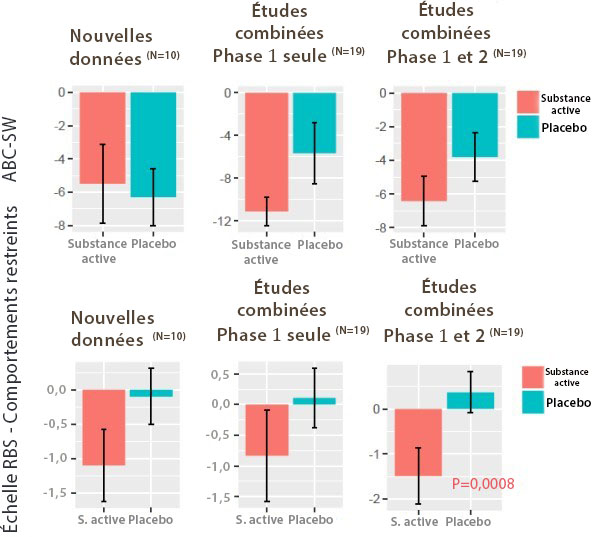 Nouvelles
données (N=10)
Études
combinées
Phase 1 seule (N=19)
Études
combinées
Phase 1 et 2 (N=19)
ABC-SW
0
-2
-4
-6
-8
Substance
active
Placebo
0
-4
-8
-12
Substance
active
Placebo
0
-2
-4
-6
-8
Substance
active
Placebo
Substance
active
Placebo
Échelle RBS - Comportements restreints
Nouvelles
données (N=10)
Études
combinées
Phase 1 seule (N=19)
Études
combinées
Phase 1 et 2 (N=19)
0,0
-0,5
-1,0
-1,5
S. active Placebo
0,5
0,0
-0,5
-1,0
-1,5
S. active Placebo
0
-1
-2
P=0,0008
S. active Placebo
Substance
active
Placebo